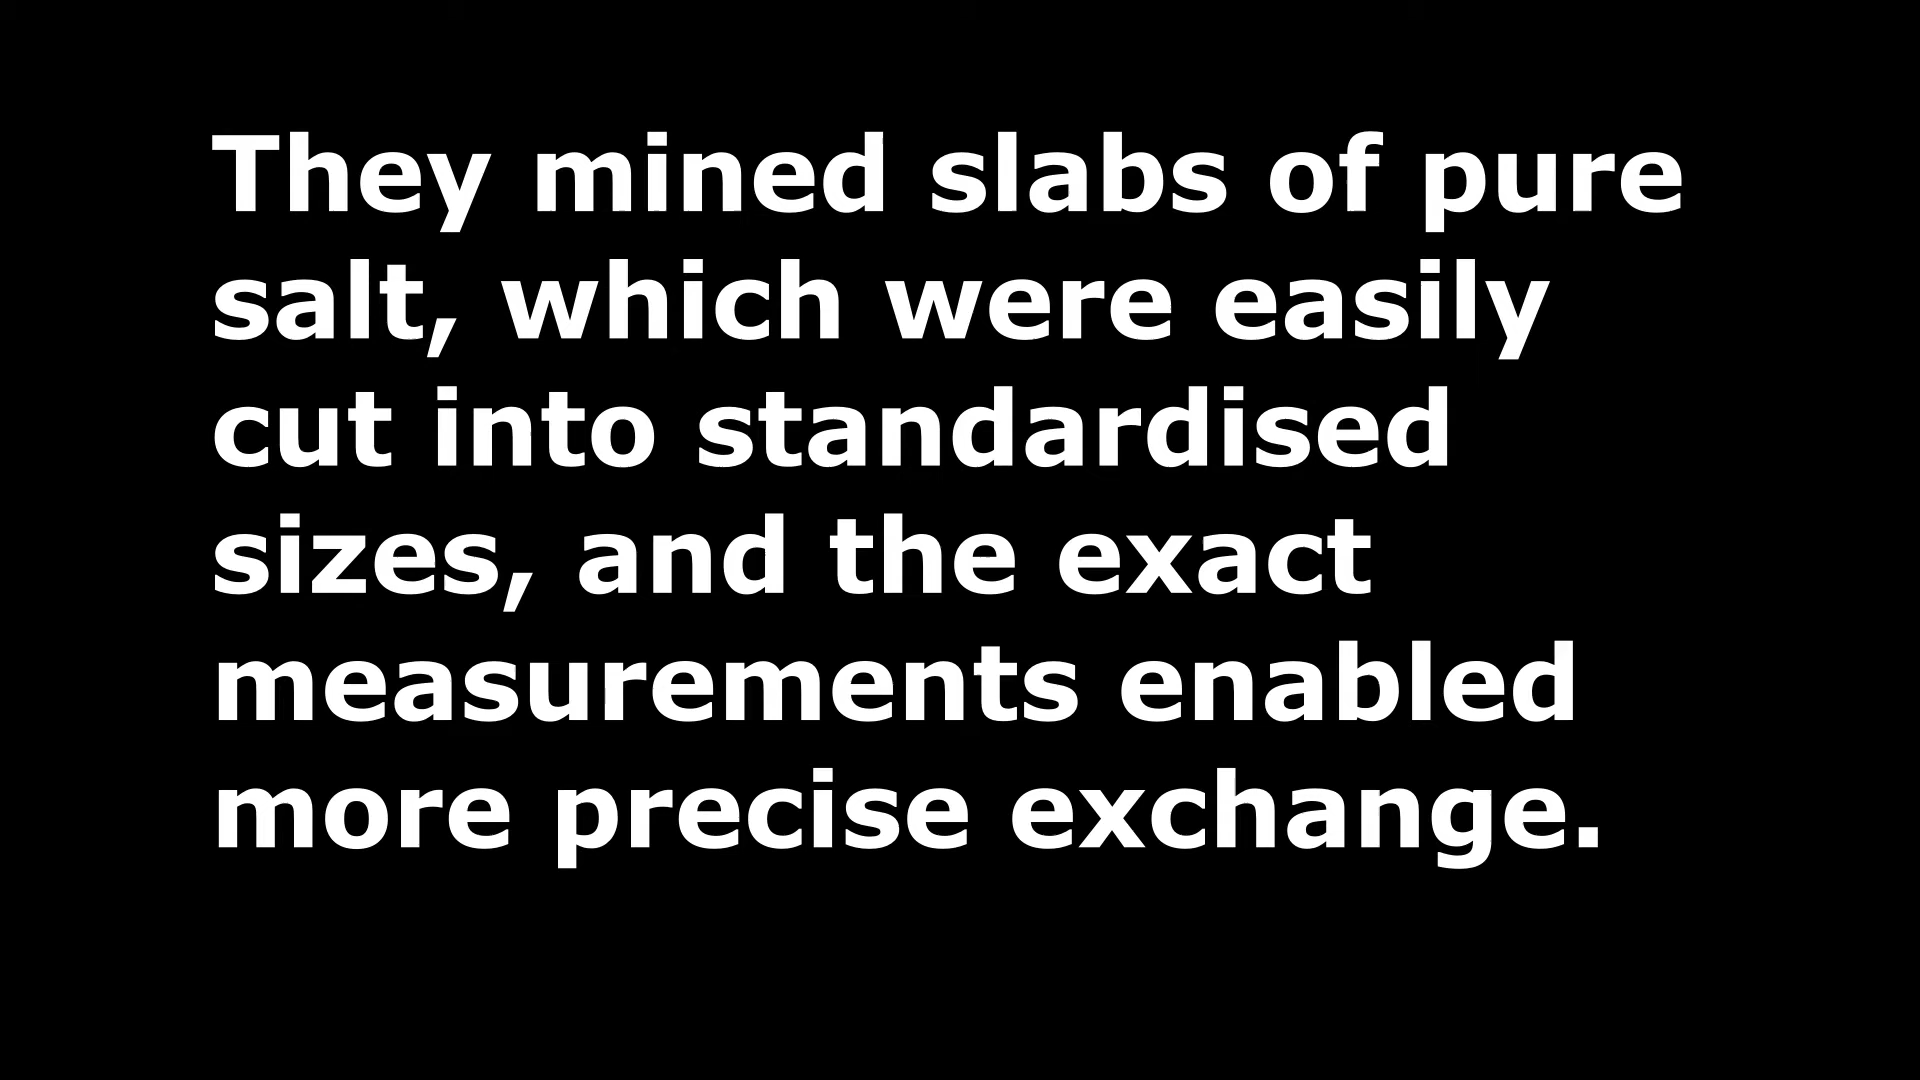 They mined slabs of pure
salt, which were easily
cut into standardised
sizes, and the exact
measurements enabled
more precise exchange.